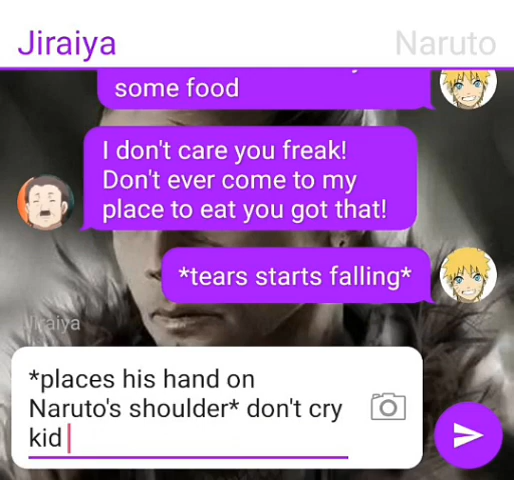 Jiraiya
Naruto
some food
I don't care you freak!
Don't ever come to my
place to eat you got that!
*tears starts falling*
Jiraiya
*places his hand on
Naruto's shoulder* don't cry
kid